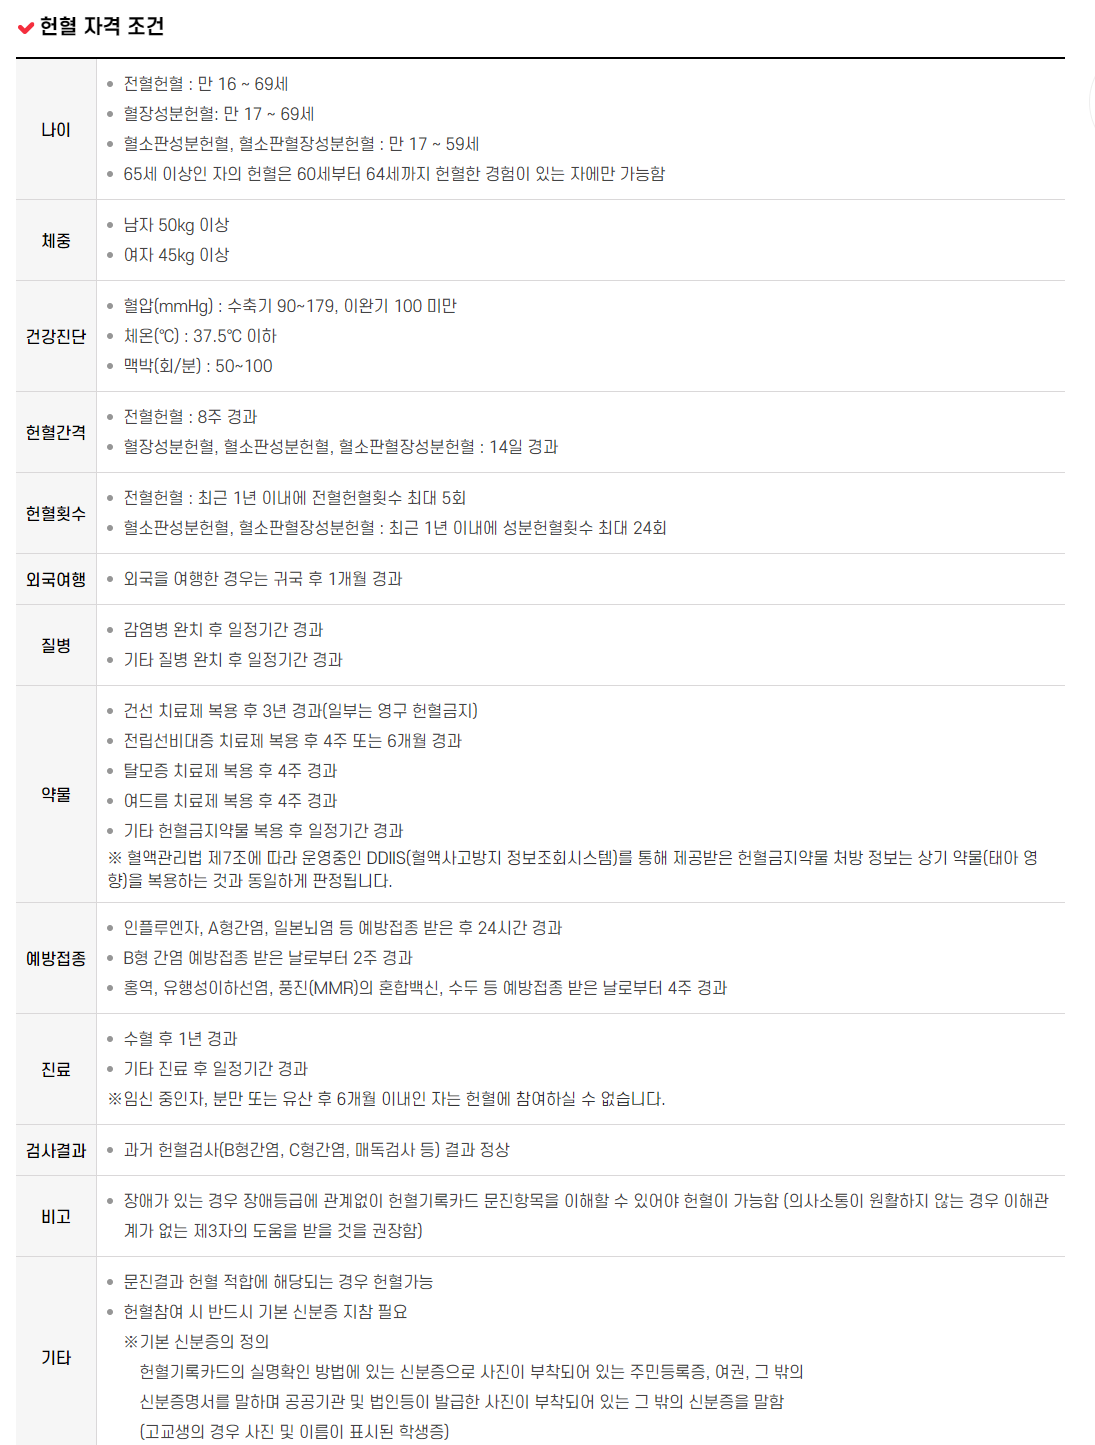 헌혈 자격 조건
나이
전혈헌혈 : 만 16 ~ 69세
혈장성분헌혈: 만 17 ~ 69세
혈소판성분헌혈, 혈소판혈장성분헌혈 : 만 17 ~ 59세
65세 이상인 자의 헌혈은 60세부터 64세까지 헌혈한 경험이 있는 자에만 가능함
체중
남자 50kg 이상
여자 45kg 이상
건강진단
혈압(mmHg) : 수축기 90~179, 이완기 100 미만
체온(℃) : 37.5℃ 이하
맥박(회/분) : 50~100
헌혈간격
전혈헌혈 : 8주 경과
혈장성분헌혈, 혈소판성분헌혈, 혈소판혈장성분헌혈 : 14일 경과
헌혈횟수
전혈헌혈 : 최근 1년 이내에 전혈헌혈횟수 최대 5회
혈소판성분헌혈, 혈소판혈장성분헌혈 : 최근 1년 이내에 성분헌혈횟수 최대 24회
외국여행
외국을 여행한 경우는 귀국 후 1개월 경과
질병
감염병 완치 후 일정기간 경과
기타 질병 완치 후 일정기간 경과
약물
건선 치료제 복용 후 3년 경과(일부는 영구 헌혈금지)
전립선비대증 치료제 복용 후 4주 또는 6개월 경과
탈모증 치료제 복용 후 4주 경과
여드름 치료제 복용 후 4주 경과
기타 헌혈금지약물 복용 후 일정기간 경과
※ 혈액관리법 제7조에 따라 운영중인 DDIIS(혈액사고방지 정보조회시스템)를 통해 제공받은 헌혈금지약물 처방 정보는 상기 약물(태아 영
향)을 복용하는 것과 동일하게 판정됩니다.
예방접종
인플루엔자, A형간염, 일본뇌염 등 예방접종 받은 후 24시간 경과
B형 간염 예방접종 받은 날로부터 2주 경과
홍역, 유행성이하선염, 풍진(MMR)의 혼합백신, 수두 등 예방접종 받은 날로부터 4주 경과
진료
수혈 후 1년 경과
기타 진료 후 일정기간 경과
※임신 중인자, 분만 또는 유산 후 6개월 이내인 자는 헌혈에 참여하실 수 없습니다.
검사결과
과거 헌혈검사(B형간염, C형간염, 매독검사 등) 결과 정상
비고
장애가 있는 경우 장애등급에 관계없이 헌혈기록카드 문진항목을 이해할 수 있어야 헌혈이 가능함 (의사소통이 원활하지 않는 경우 이해관
계가 없는 제3자의 도움을 받을 것을 권장함)
기타
문진결과 헌혈 적합에 해당되는 경우 헌혈가능
헌혈참여 시 반드시 기본 신분증 지참 필요
※기본 신분증의 정의
헌혈기록카드의 실명확인 방법에 있는 신분증으로 사진이 부착되어 있는 주민등록증, 여권, 그 밖의
신분증명서를 말하며 공공기관 및 법인등이 발급한 사진이 부착되어 있는 그 밖의 신분증을 말함
(고교생의 경우 사진 및 이름이 표시된 학생증)